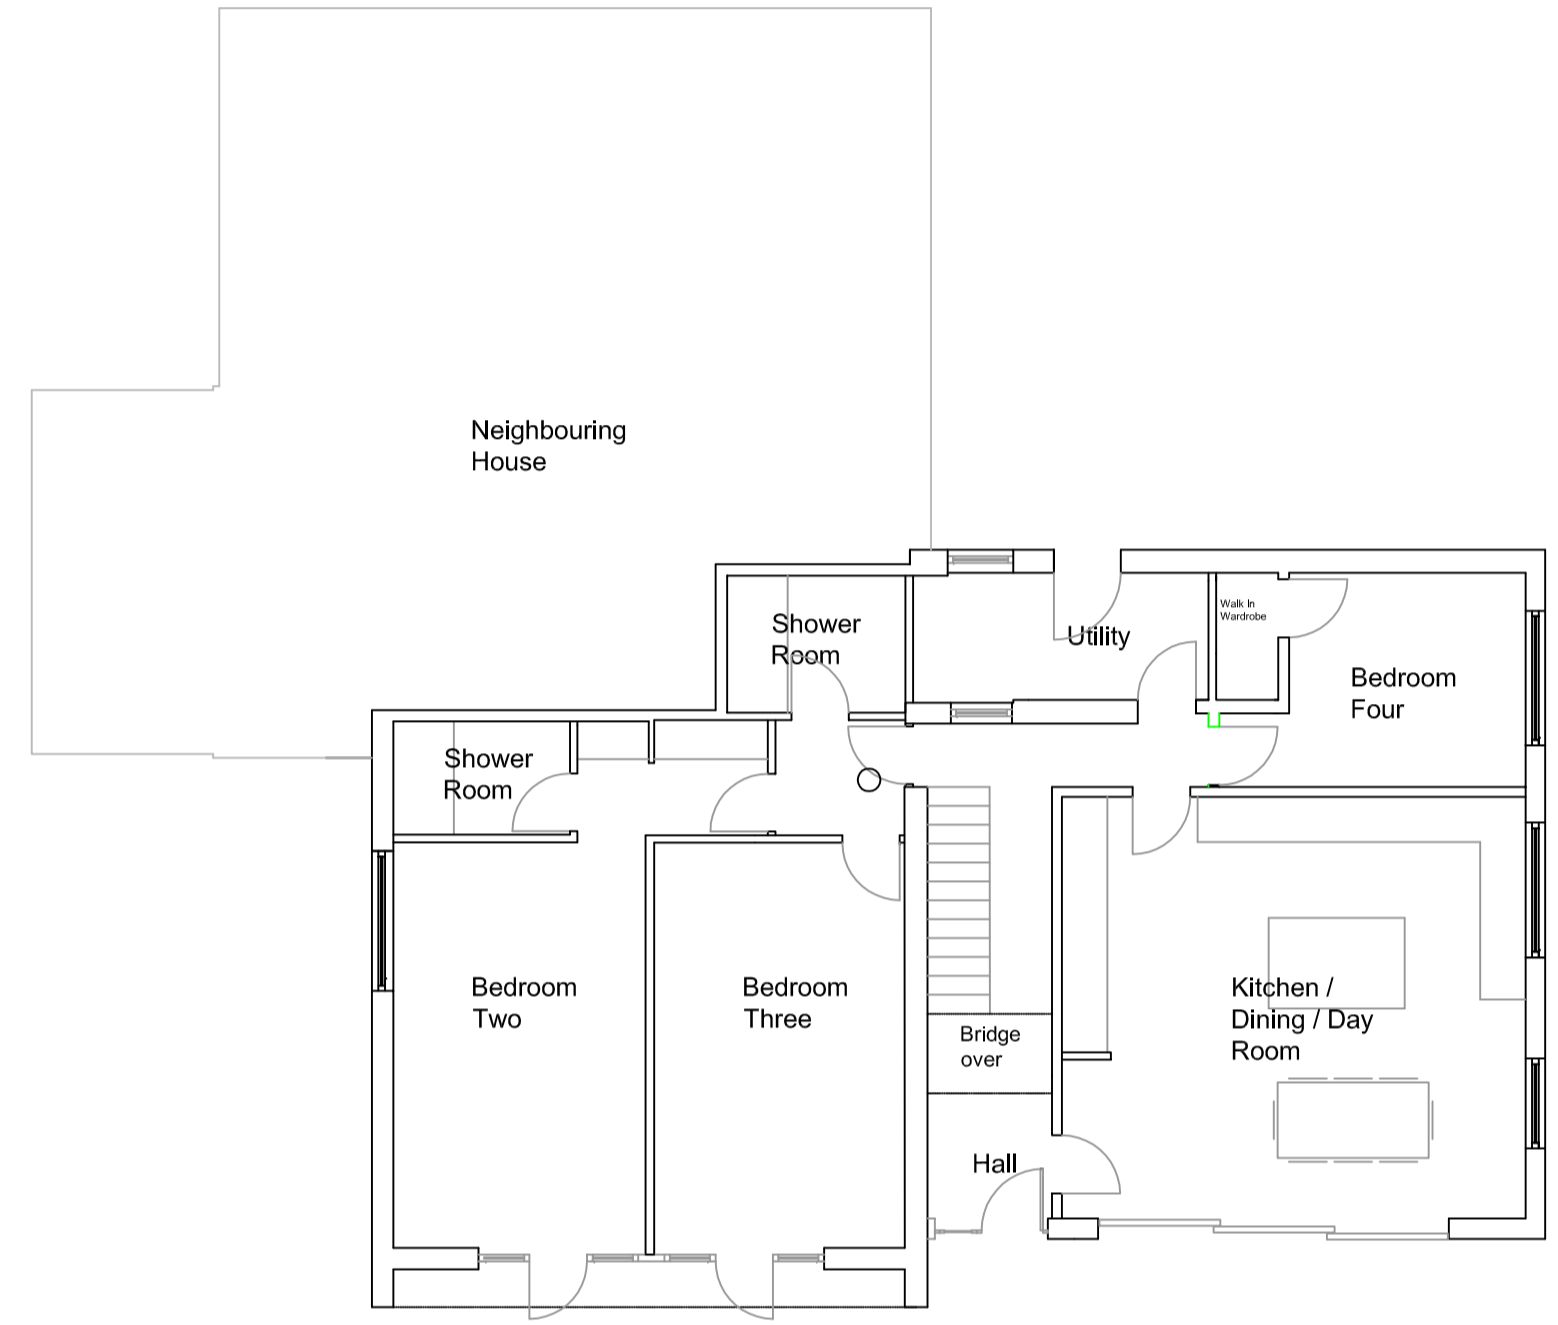 Neighbouring
House
Shower
Room
Utility
Walk In
Wardrobe
Bedroom
Four
Shower
Room
Bedroom
Two
Bedroom
Three
Bridge
over
Kitchen /
Dining / Day
Room
Hall